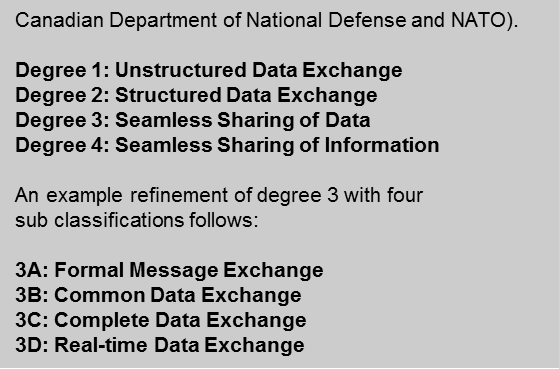 Canadian Department of National Defense and NATO).
Degree 1: Unstructured Data Exchange
Degree 2: Structured Data Exchange
Degree 3: Seamless Sharing of Data
Degree 4: Seamless Sharing of Information
An example refinement of degree 3 with four
sub classifications follows:
3A: Formal Message Exchange
3B: Common Data Exchange
3C: Complete Data Exchange
3D: Real-time Data Exchange